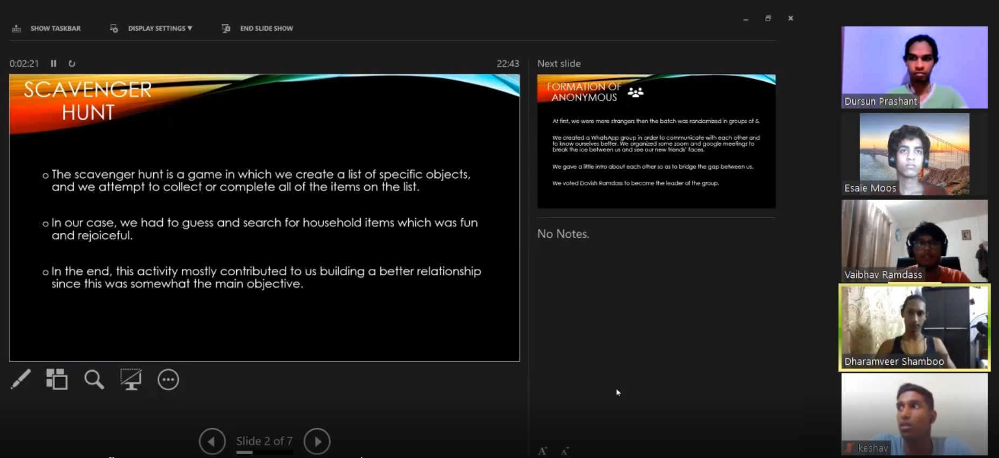 SHOW TASKBAR
DISPLAY SETTINGS ▼
END SLIDE SHOW
0:02:21
22:43
SCAVENGER
HUNT
o The scavenger hunt is a game in which we create a list of specific objects,
and we attempt to collect or complete all of the items on the list.
o In our case, we had to guess and search for household items which was fun
and rejoiceful.
o In the end, this activity mostly contributed to us building a better relationship
since this was somewhat the main objective.
Slide 2 of 7
Next slide
FORMATION OF
ANONYMOUS
At first, we were mere strangers then the batch was randomized in groups of 5.
We created a WhatsApp group in order to communicate with each other and
to know ourselves better. We organized some zoom and google meetings to
break the ice between us and see our new friends' faces.
We gave a little intro about each other so as to bridge the gap between us.
We voted Davish Ramdass to become the leader of the group.
No Notes.
A A
Dursun Prashant
Esaïe Moos
Vaibhav Ramdass
Dharamveer Shamboo
keshav